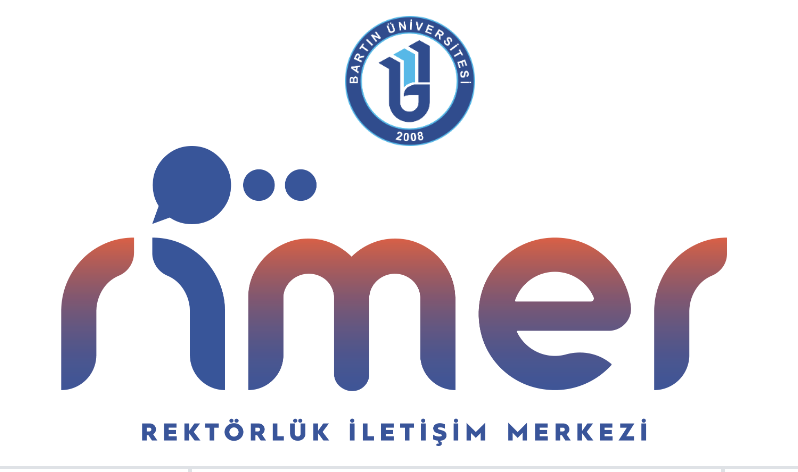 BARTIN ÜNİVERSİTESİ
2008
rimer
REKTÖRLÜK İLETİŞİM MERKEZİ